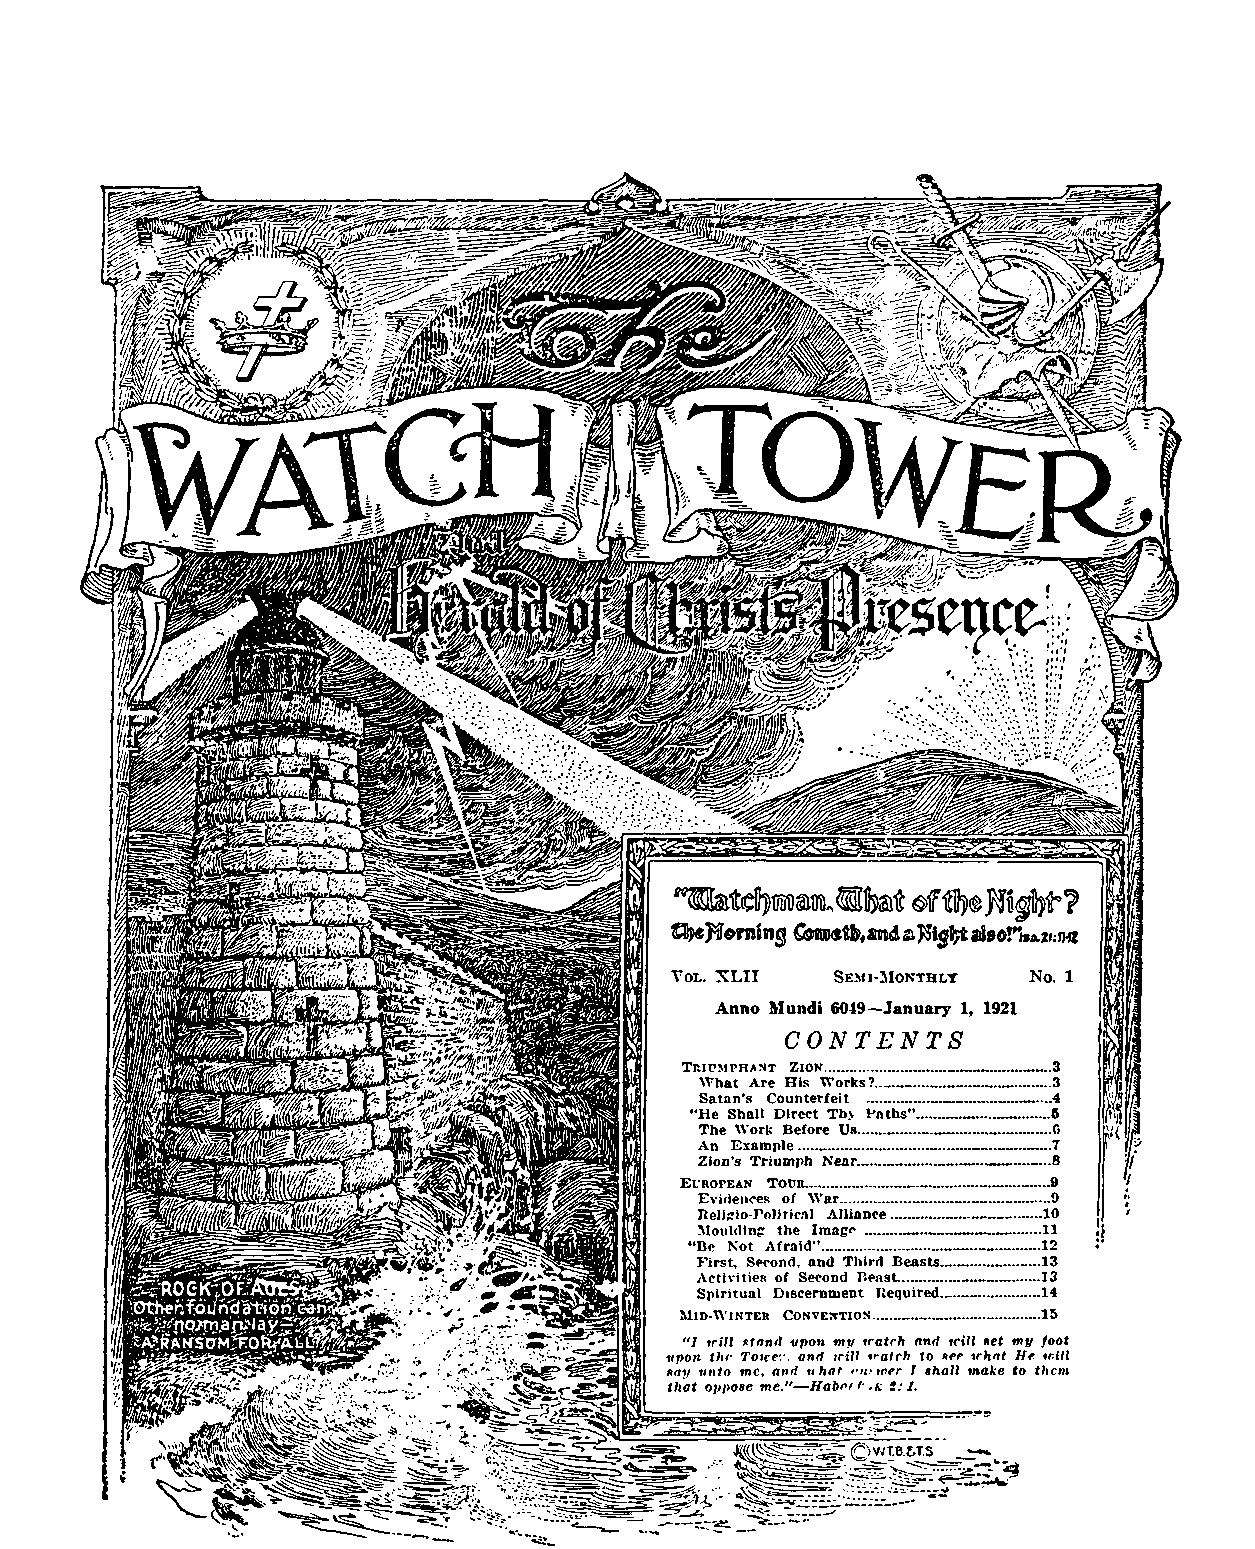 The
WATCH TOWER
And
Herald of Christ's Presence
"Watchman, What of the Night?
The Morning Cometh, and a Night also!" Isa. 21:11-12
VOL. XLII SEMI-MONTHLY No. 1
Anno Mundi 6049—January 1, 1921
CONTENTS
TRIUMPHANT ZION 3
What Are His Works? 3
Satan's Counterfeit 4
"He Shall Direct Thy Paths" 5
The Work Before Us 6
An Example 7
Zion's Triumph Near 8
EUROPEAN TOUR 9
Evidences of War 9
Religio-Political Alliance 10
Moulding the Image 11
"Be Not Afraid" 12
First, Second, and Third Beasts 13
Activities of Second Beast 13
Spiritual Discernment Required 14
MID-WINTER CONVENTION 15
"I will stand upon my watch and will set my foot
upon the Tower, and will watch to see what He will
say unto me, and what answer I shall make to them
that oppose me."—Habakkuk 2:1.
ROCK OF AGES
Other foundation can
no man lay—
A RANSOM FOR ALL
©W.T.B.&T.S